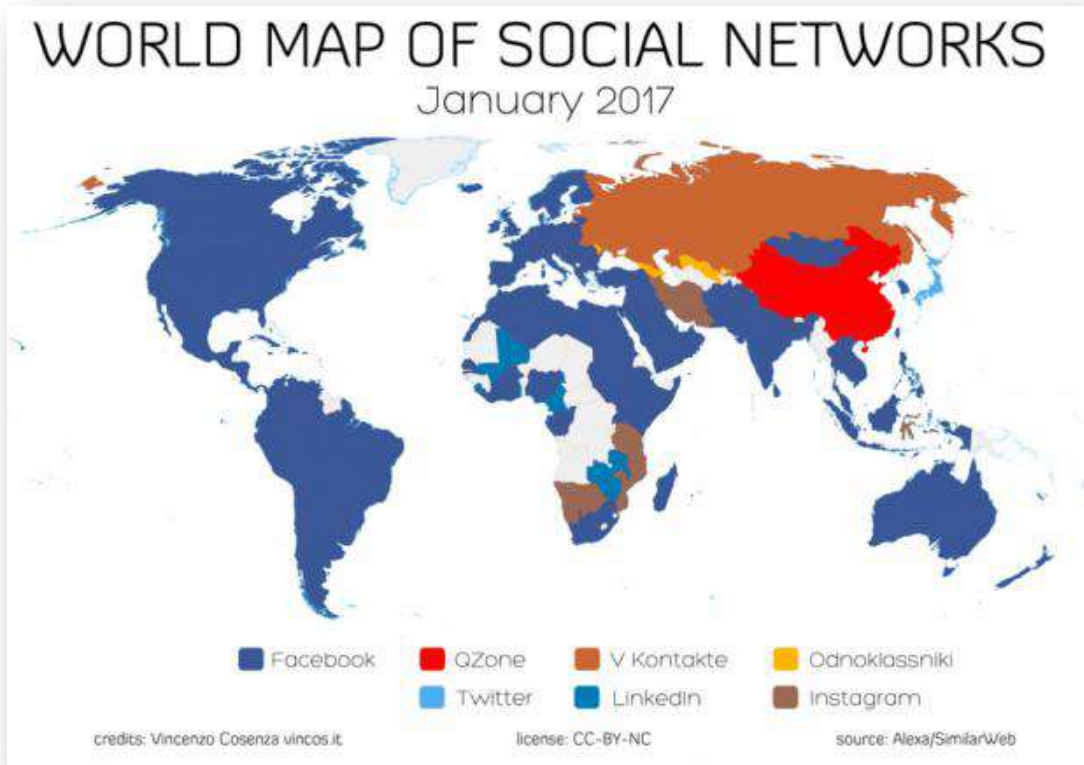 WORLD MAP OF SOCIAL NETWORKS
January 2017
Facebook QZone V Kontakte Odnoklassniki
Twitter LinkedIn Instagram
credits: Vincenzo Cosenza vincos.it license: CC-BY-NC source: Alexa/SimilarWeb